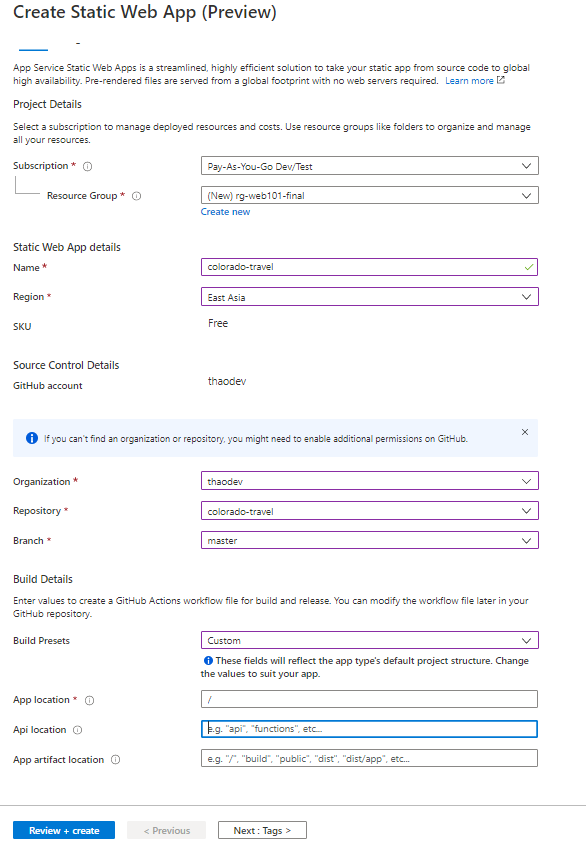 Create Static Web App (Preview)
App Service Static Web Apps is a streamlined, highly efficient solution to take your static app from source code to global
high availability. Pre-rendered files are served from a global footprint with no web servers required. Learn more
Project Details
Select a subscription to manage deployed resources and costs. Use resource groups like folders to organize and manage
all your resources.
Subscription * Pay-As-You-Go Dev/Test
Resource Group * (New) rg-web101-final
Create new
Static Web App details
Name * colorado-travel
Region * East Asia
SKU Free
Source Control Details
GitHub account thaodev
If you can't find an organization or repository, you might need to enable additional permissions on GitHub.
Organization * thaodev
Repository * colorado-travel
Branch * master
Build Details
Enter values to create a GitHub Actions workflow file for build and release. You can modify the workflow file later in your
GitHub repository.
Build Presets Custom
These fields will reflect the app type's default project structure. Change
the values to suit your app.
App location * /
Api location e.g. "api", "functions", etc...
App artifact location e.g. "/", "build", "public", "dist", "dist/app", etc...
Review + create < Previous Next : Tags >